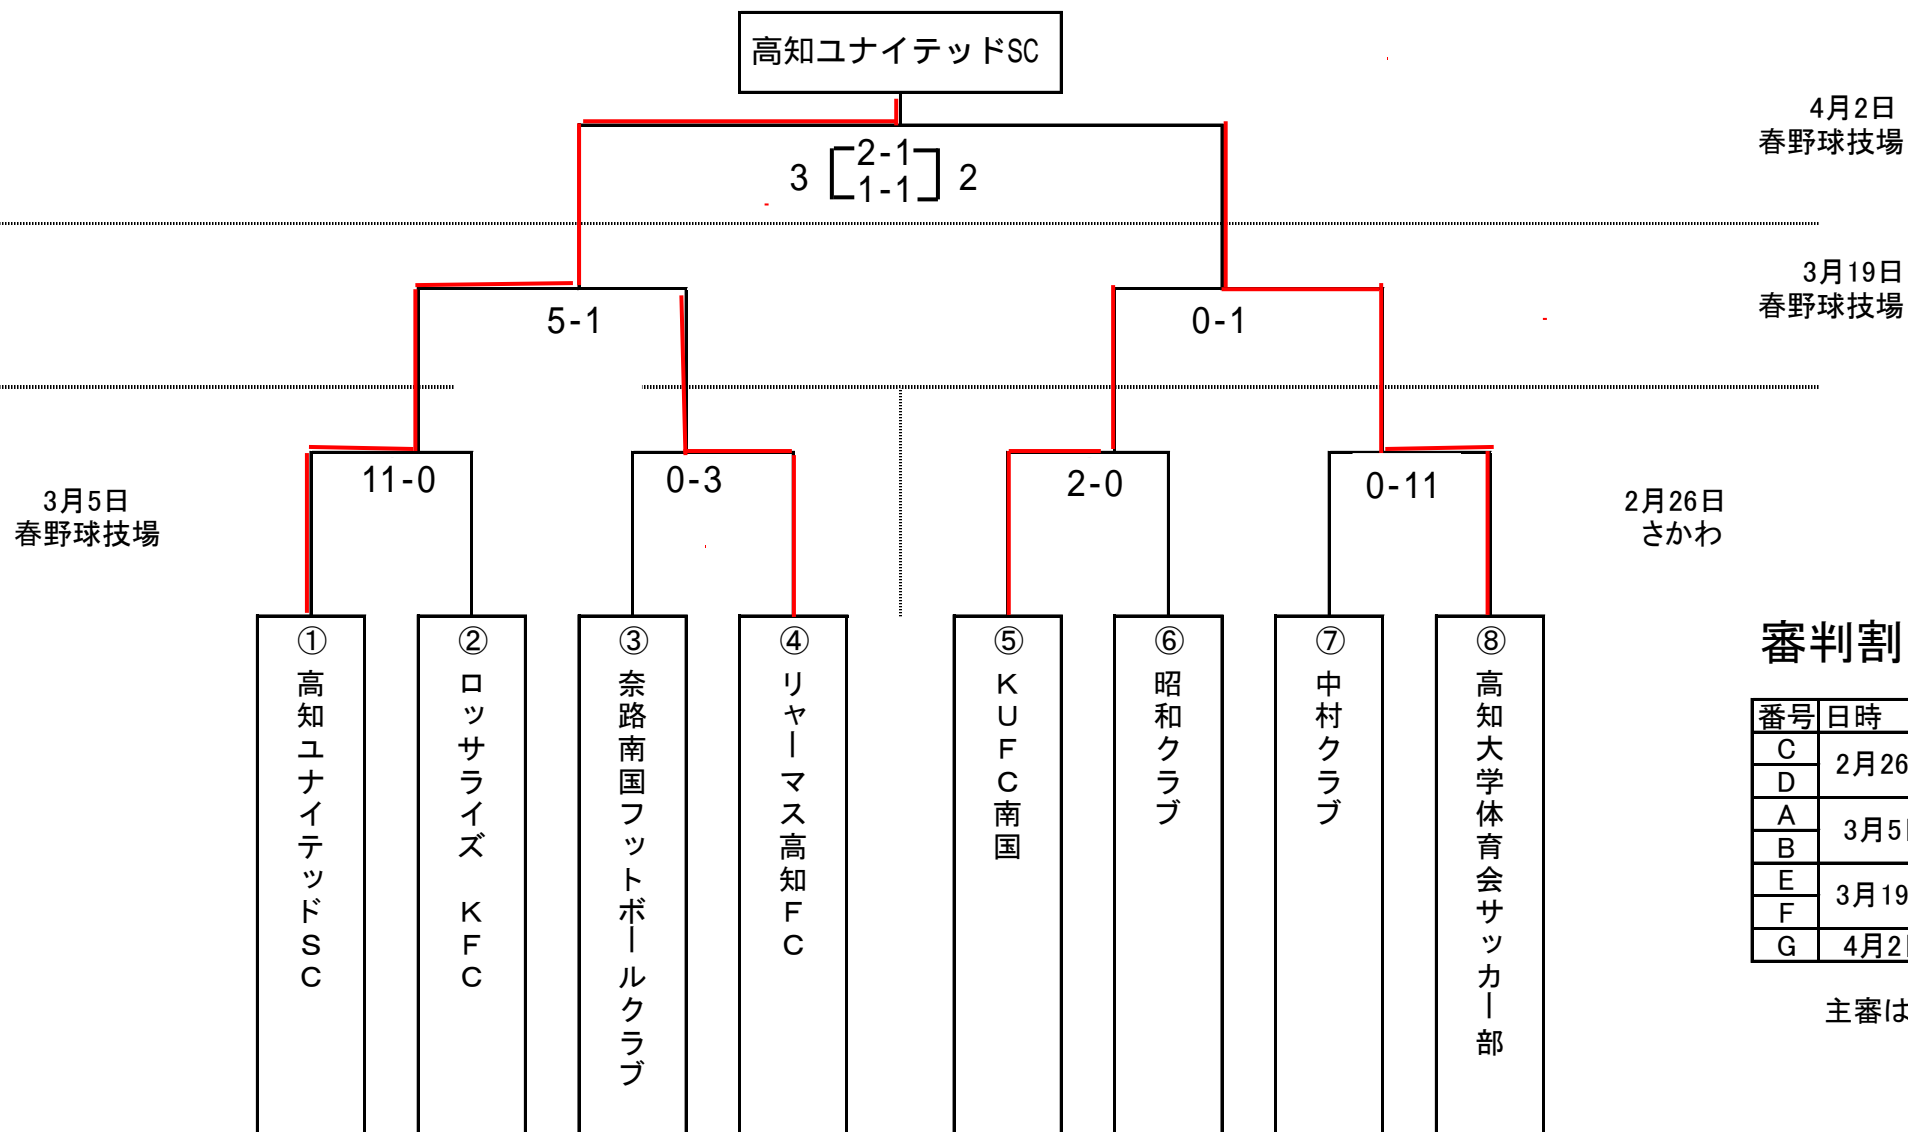 高知ユナイテッドSC
4月2日
春野球技場
2-1
3 2
1-1
3月19日
春野球技場
5-1
0-1
11-0
0-3
2-0
0-11
3月5日
春野球技場
2月26日
さかわ
①
高知ユナイテッドSC
②
ロッサライズ KFC
③
奈路南国フットボールクラブ
④
リャーマス高知FC
⑤
KUFC南国
⑥
昭和クラブ
⑦
中村クラブ
⑧
高知大学体育会サッカー部
審判割
番号 日時
C
2月26
D
A
3月5
B
E
3月19
F
G 4月2
主審は